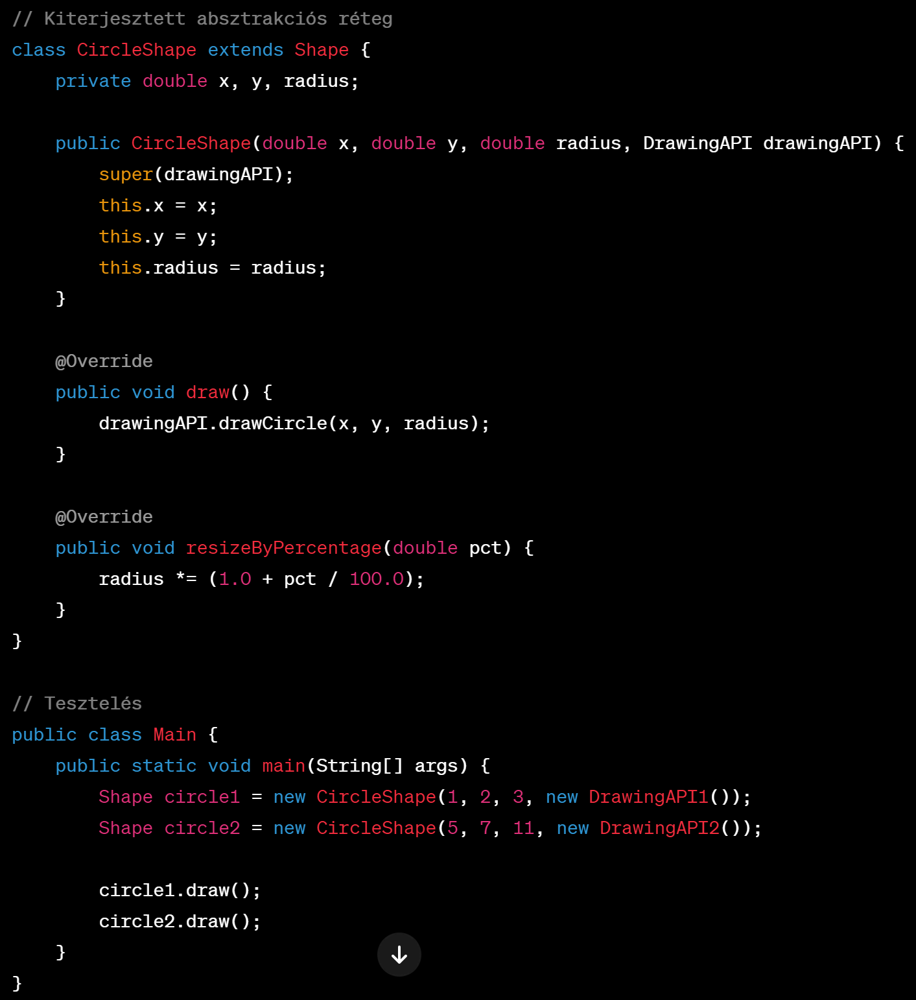 // Kiterjesztett absztrakciós réteg
class CircleShape extends Shape {
    private double x, y, radius;

    public CircleShape(double x, double y, double radius, DrawingAPI drawingAPI) {
        super(drawingAPI);
        this.x = x;
        this.y = y;
        this.radius = radius;
    }

    @Override
    public void draw() {
        drawingAPI.drawCircle(x, y, radius);
    }

    @Override
    public void resizeByPercentage(double pct) {
        radius *= (1.0 + pct / 100.0);
    }
}

// Tesztelés
public class Main {
    public static void main(String[] args) {
        Shape circle1 = new CircleShape(1, 2, 3, new DrawingAPI1());
        Shape circle2 = new CircleShape(5, 7, 11, new DrawingAPI2());

        circle1.draw();
        circle2.draw();
    }
}